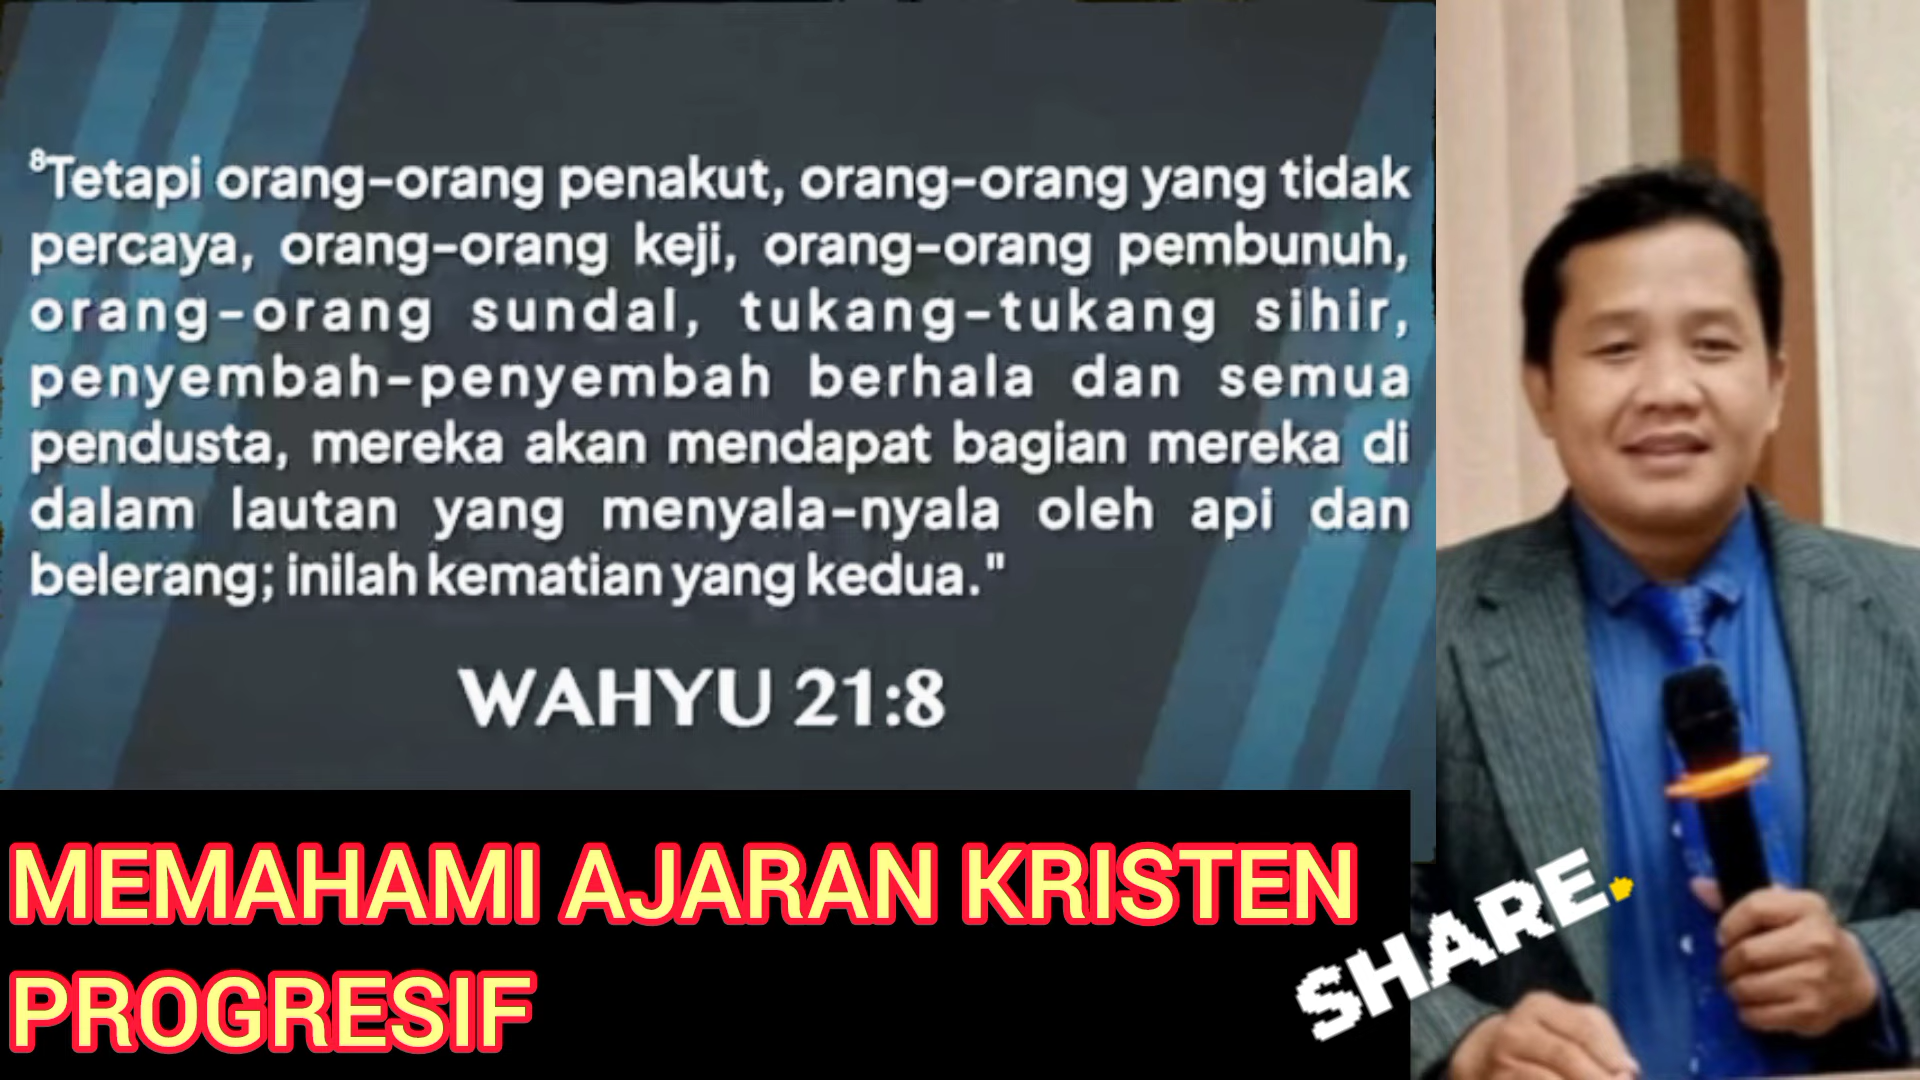 ⁸Tetapi orang-orang penakut, orang-orang yang tidak
percaya, orang-orang keji, orang-orang pembunuh,
orang-orang sundal, tukang-tukang sihir,
penyembah-penyembah berhala dan semua
pendusta, mereka akan mendapat bagian mereka di
dalam lautan yang menyala-nyala oleh api dan
belerang; inilah kematian yang kedua."
WAHYU 21:8
MEMAHAMI AJARAN KRISTEN
PROGRESIF
SHARE.